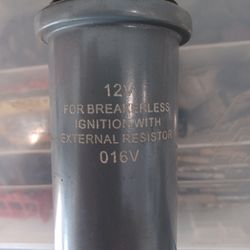 12V
FOR BREAKERLESS
IGNITION WITH
EXTERNAL RESISTOR
016V